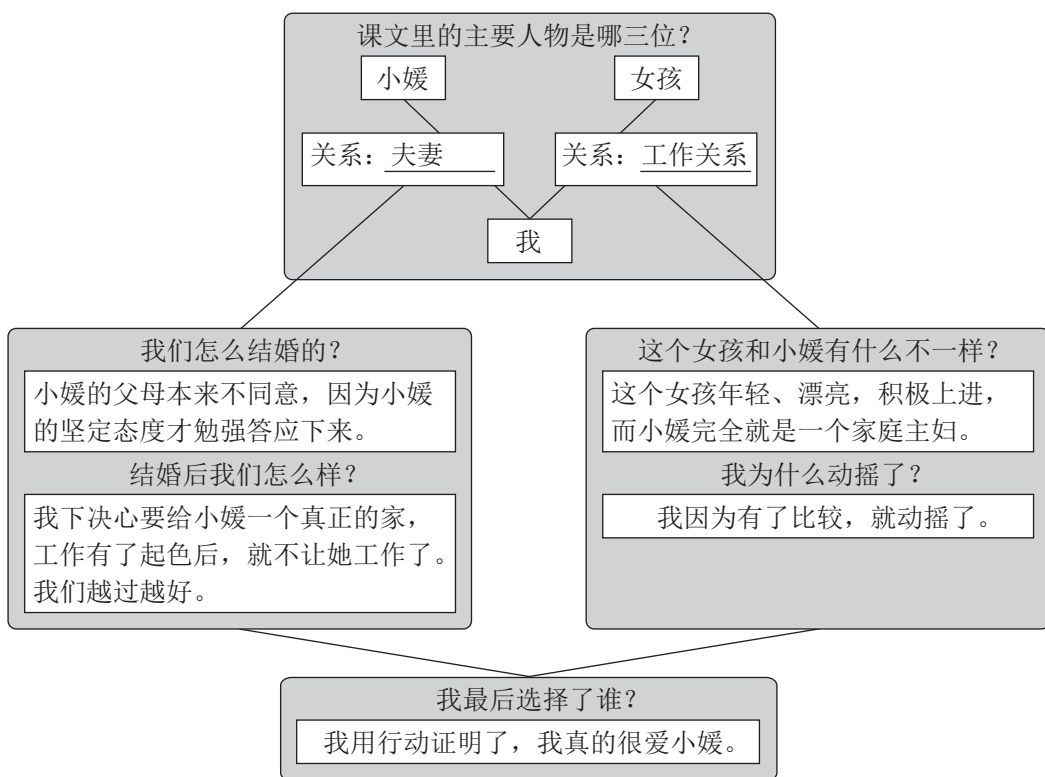 课文里的主要人物是哪三位？
小媛
女孩
关系：夫妻
关系：工作关系
我
我们怎么结婚的？
小媛的父母本来不同意，因为小媛
的坚定态度才勉强答应下来。
结婚后我们怎么样？
我下决心要给小媛一个真正的家，
工作有了起色后，就不让她工作了。
我们越过越好。
这个女孩和小媛有什么不一样？
这个女孩年轻、漂亮，积极上进，
而小媛完全就是一个家庭主妇。
我为什么动摇了？
我因为有了比较，就动摇了。
我最后选择了谁？
我用行动证明了，我真的很爱小媛。